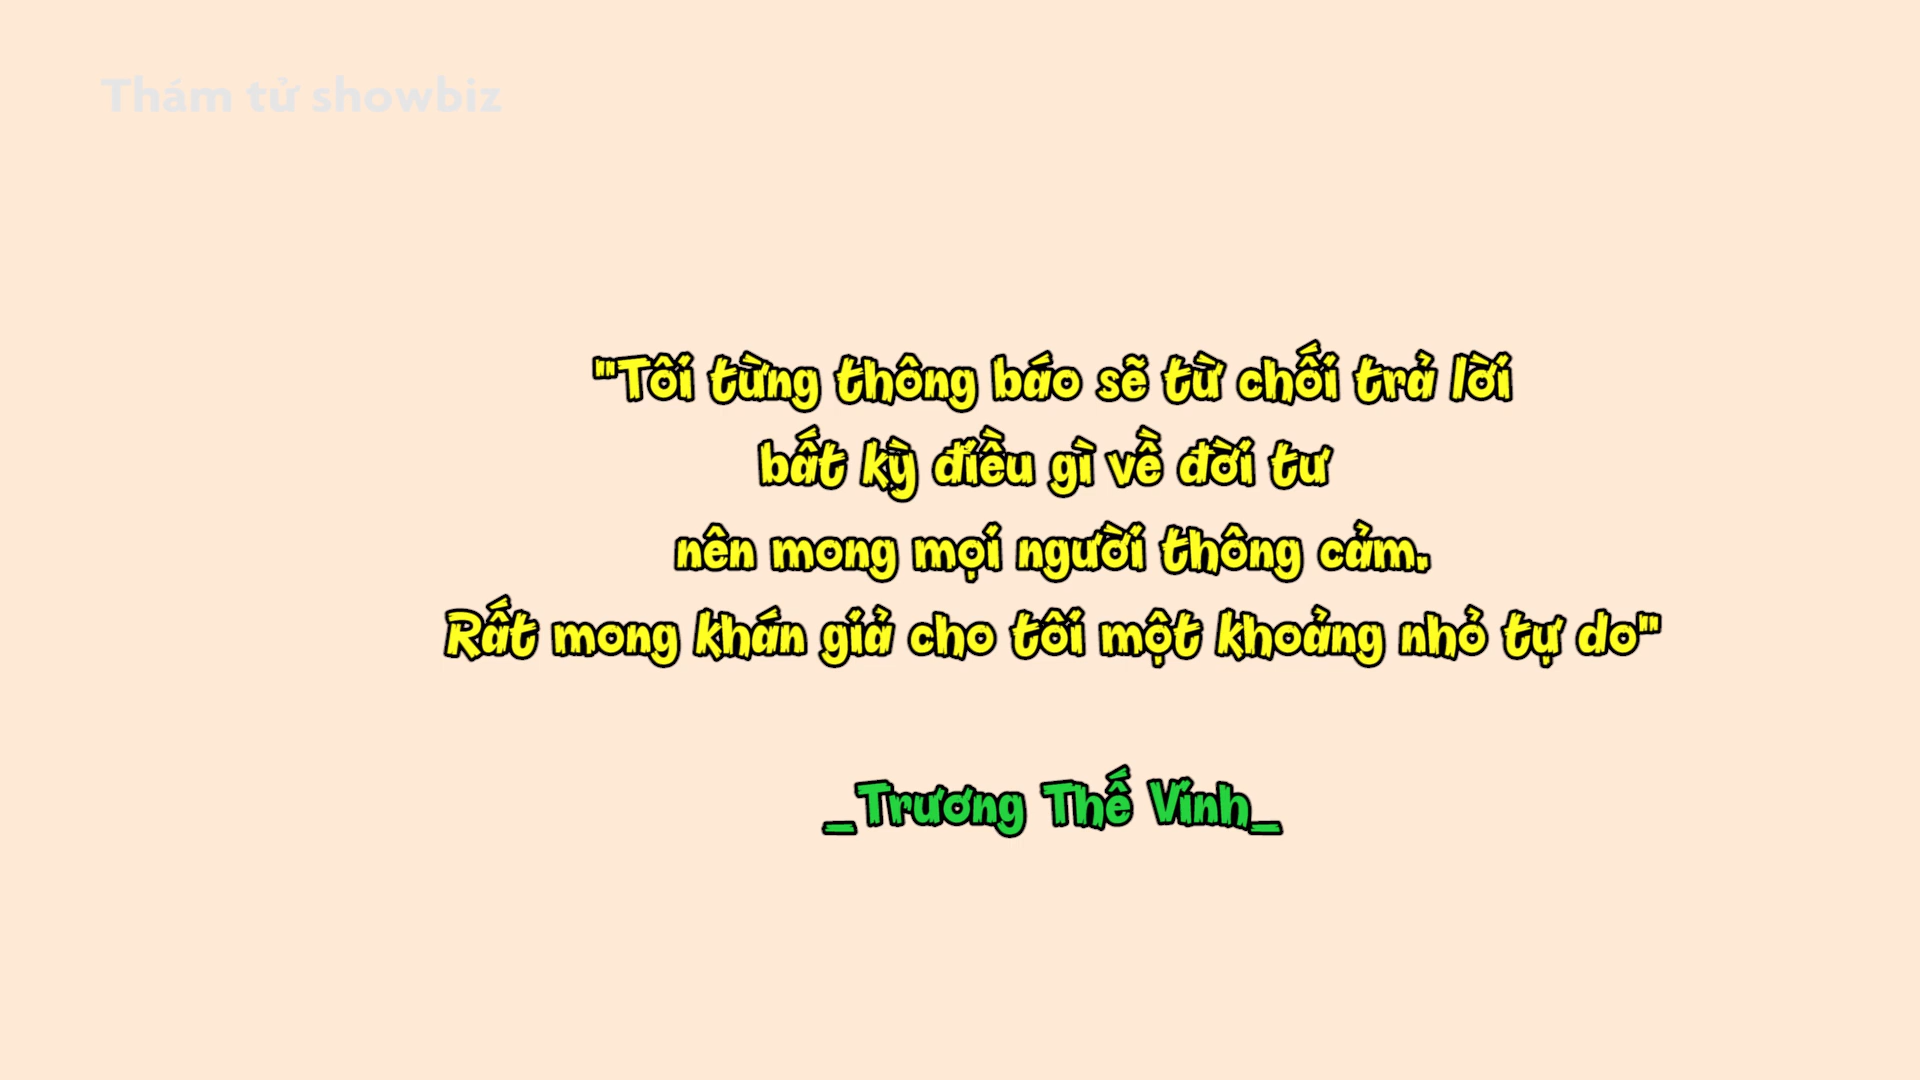 Thám tử showbiz
"Tôi từng thông báo sẽ từ chối trả lời
bất kỳ điều gì về đời tư
nên mong mọi người thông cảm.
Rất mong khán giả cho tôi một khoảng nhỏ tự do"
_Trương Thế Vinh_